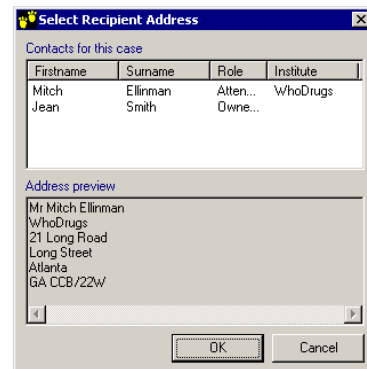 Select Recipient Address
Contacts for this case
Firstname Surname Role Institute
Mitch Ellinman Atten... WhoDrugs
Jean Smith Owne...
Address preview
Mr Mitch Ellinman
WhoDrugs
21 Long Road
Long Street
Atlanta
GA CCB/22W
OK Cancel